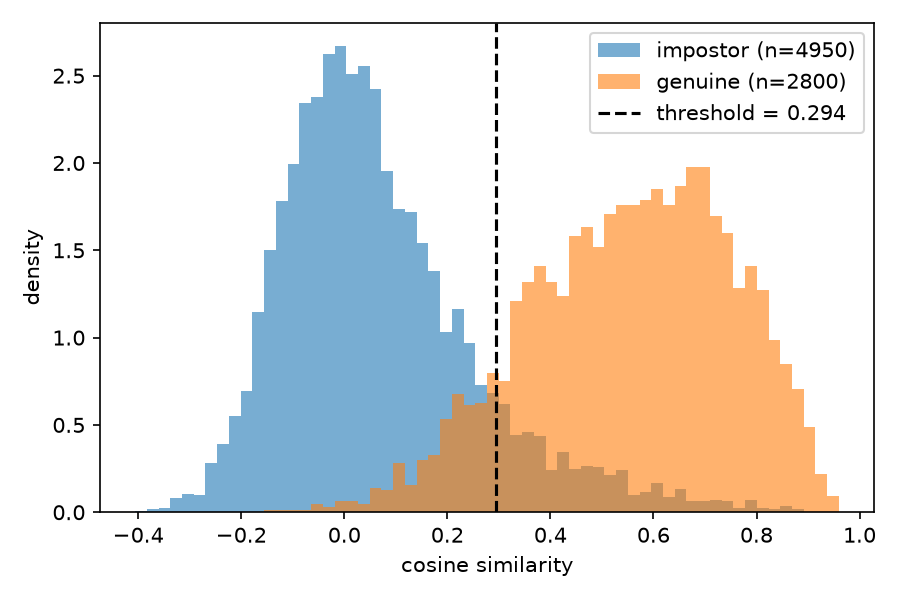 impostor (n=4950)
genuine (n=2800)
threshold = 0.294
density
2.5
2.0
1.5
1.0
0.5
0.0
−0.4 −0.2 0.0 0.2 0.4 0.6 0.8 1.0
cosine similarity